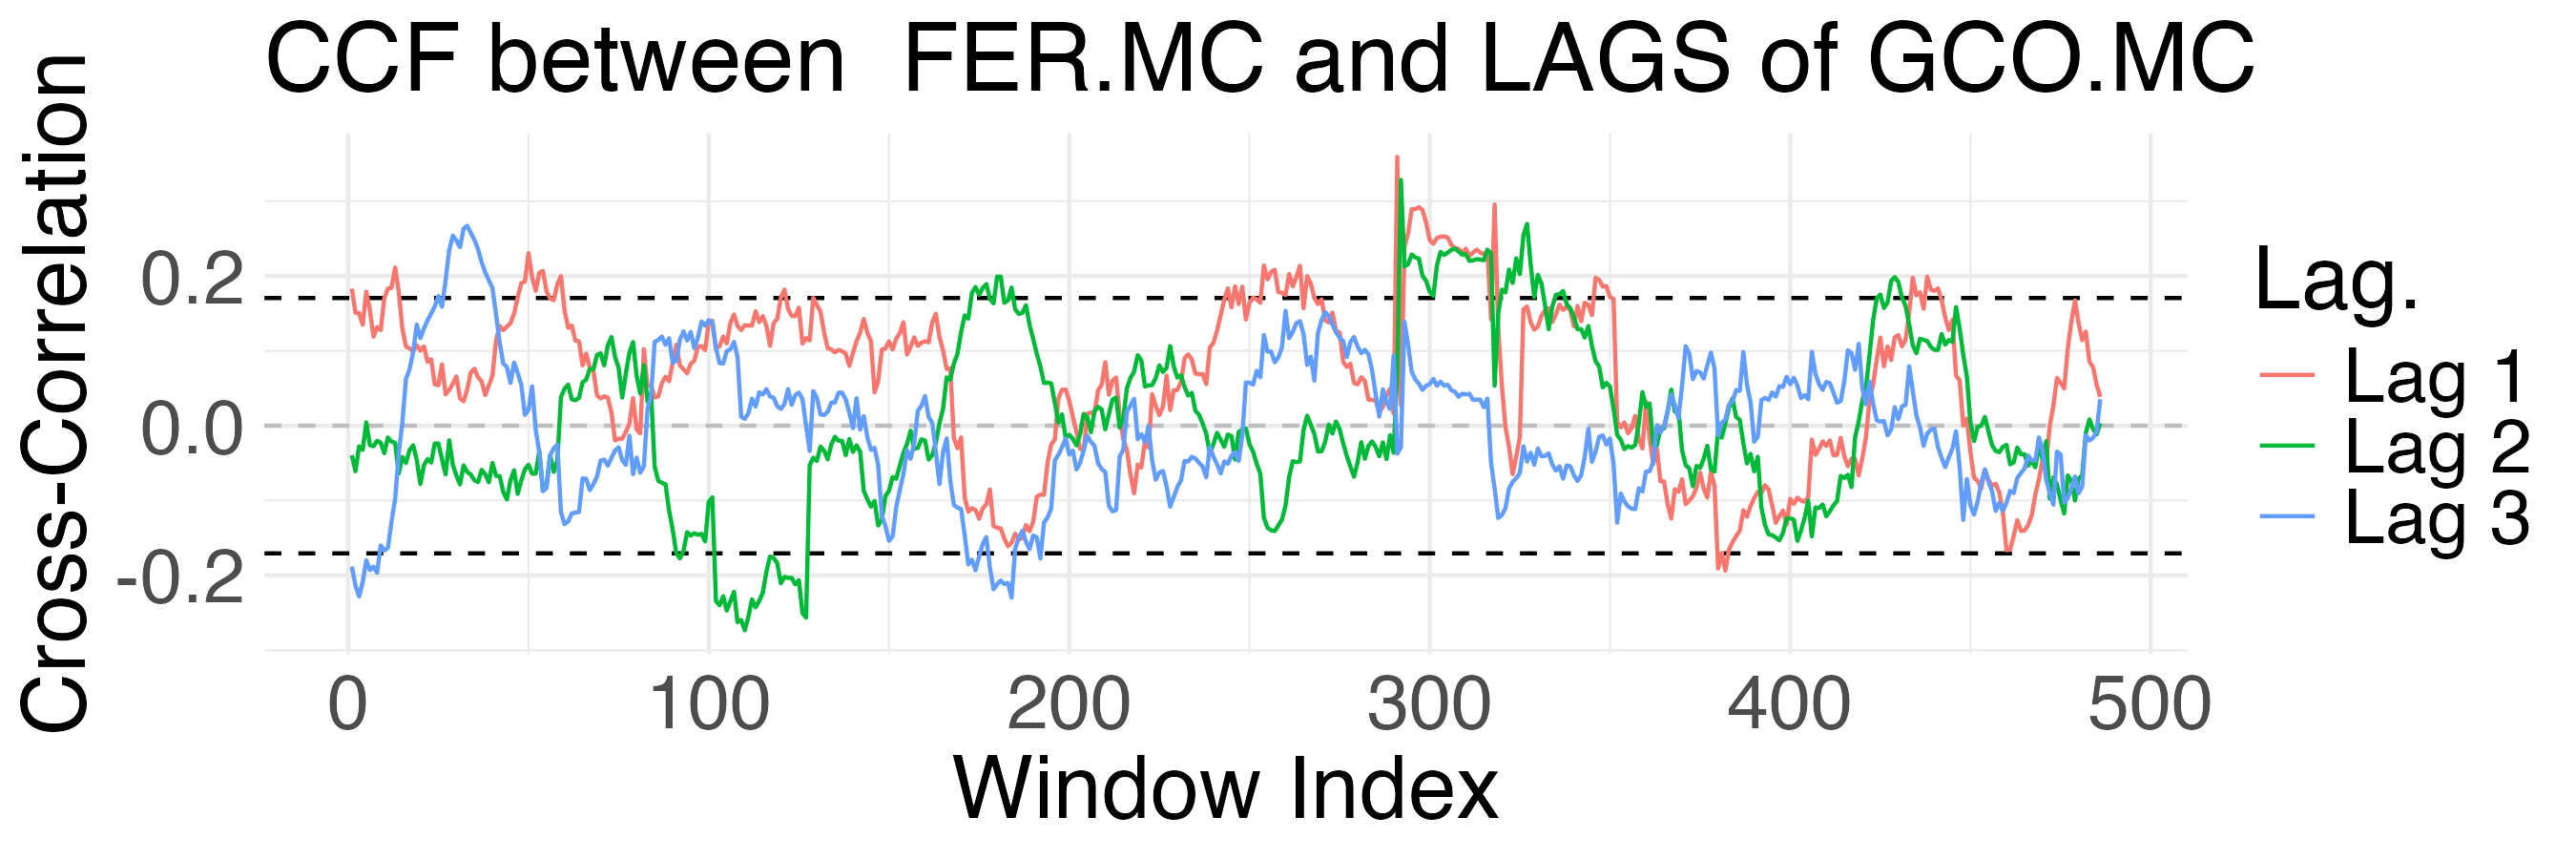 CCF between  FER.MC and LAGS of GCO.MC
Cross-Correlation
0.2
0.0
-0.2
0 100 200 300 400 500
Window Index
Lag.
Lag 1
Lag 2
Lag 3